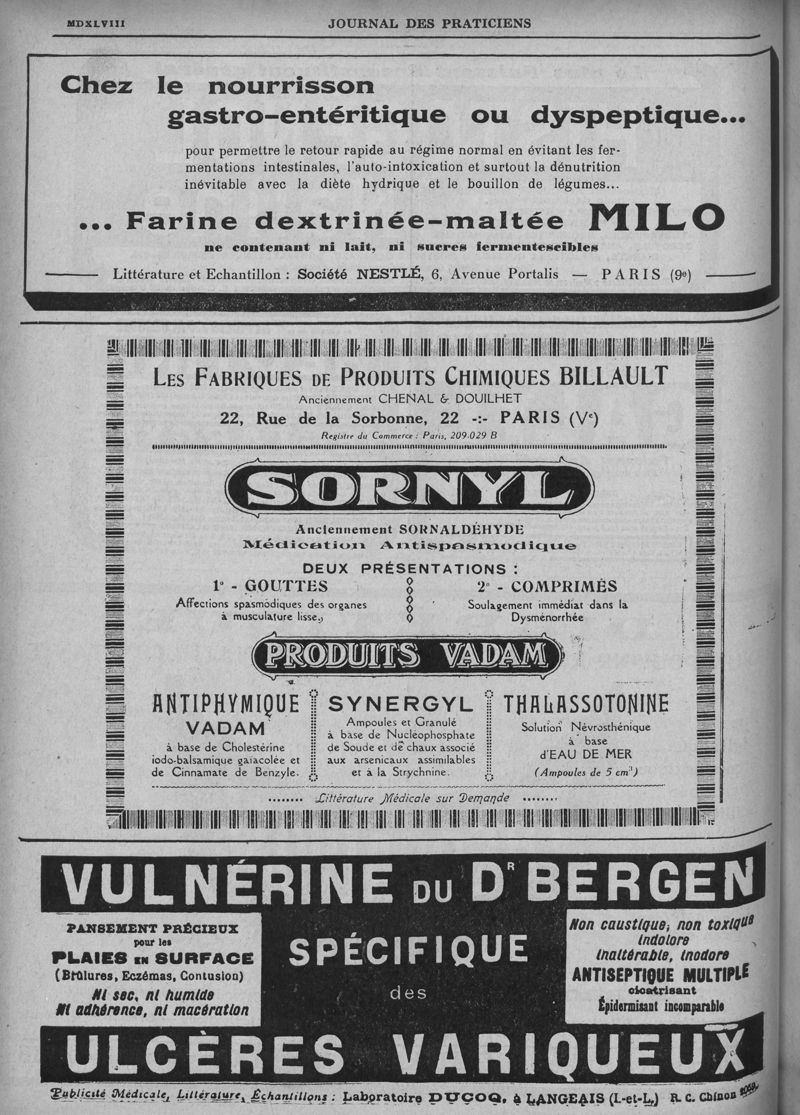 MDXLVIII JOURNAL DES PRATICIENS
Chez le nourrisson
gastro-entéritique ou dyspeptique...
pour permettre le retour rapide au régime normal en évitant les fer-
mentations intestinales, l'auto-intoxication et surtout la dénutrition
inévitable avec la diète hydrique et le bouillon de légumes...
... Farine dextrinée-maltée MILO
ne contenant ni lait, ni sucres fermentescibles
Littérature et Echantillon : Société NESTLÉ, 6, Avenue Portalis — PARIS (9e)
LES FABRIQUES DE PRODUITS CHIMIQUES BILLAULT
Anciennement CHENAL & DOUILHET
22, Rue de la Sorbonne, 22 -:- PARIS (Ve)
Registre du Commerce : Paris, 209.029 B
SORNYL
Anciennement SORNALDÉHYDE
Médication Antispasmodique
DEUX PRÉSENTATIONS :
1° - GOUTTES
Affections spasmodiques des organes
à musculature lisse.
2° - COMPRIMÉS
Soulagement immédiat dans la
Dysménorrhée
PRODUITS VADAM
ANTIPHYMIQUE
VADAM
à base de Cholestérine
iodo-balsamique gaïacolée et
de Cinnamate de Benzyle.
SYNERGYL
Ampoules et Granulé
à base de Nucléophosphate
de Soude et de chaux associé
aux arsenicaux assimilables
et à la Strychnine.
THALASSOTONINE
Solution Névrosthénique
à base
d'EAU DE MER
(Ampoules de 5 cm3)
Littérature Médicale sur Demande
VULNÉRINE DU DR BERGEN
PANSEMENT PRÉCIEUX
pour les
PLAIES EN SURFACE
(Brûlures, Eczémas, Contusion)
Ni sec, ni humide
Ni adhérence, ni macération
SPÉCIFIQUE
des
Non caustique, non toxique
indolore
inaltérable, inodore
ANTISEPTIQUE MULTIPLE
cicatrisant
Épidermisant incomparable
ULCÈRES VARIQUEUX
Publicité Médicale, Littérature, Échantillons : Laboratoire DUCOQ, à LANGEAIS (I.-et-L.) R. C. Chinon